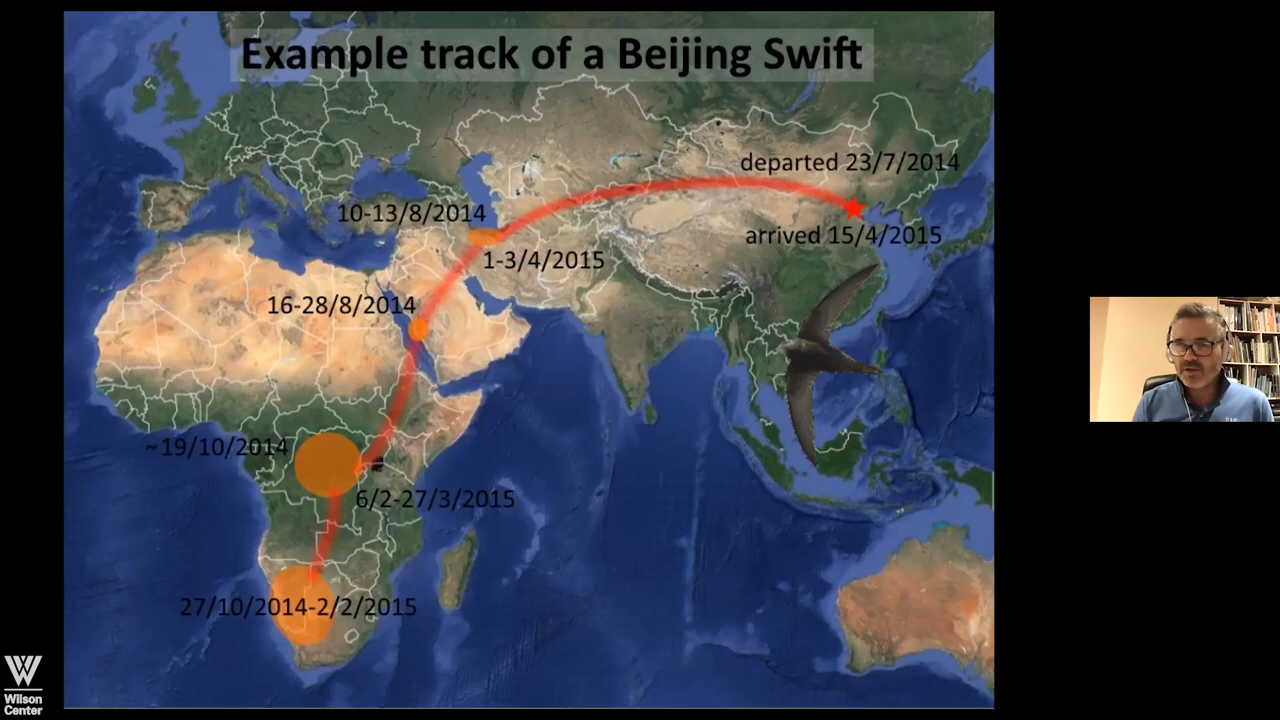 Example track of a Beijing Swift
departed 23/7/2014
10-13/8/2014
arrived 15/4/2015
1-3/4/2015
16-28/8/2014
~19/10/2014
6/2-27/3/2015
27/10/2014-2/2/2015
Wilson
Center